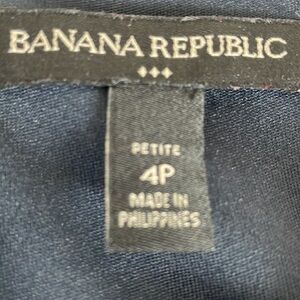 BANANA REPUBLIC
PETITE
4P
MADE IN
PHILIPPINES